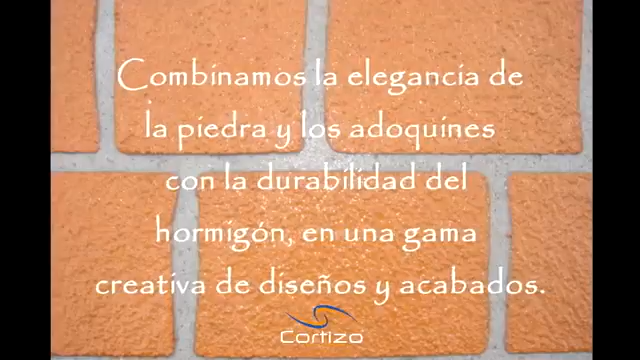 Combinamos la elegancia de
la piedra y los adoquines
con la durabilidad del
hormigón, en una gama
creativa de diseños y acabados.
Cortizo